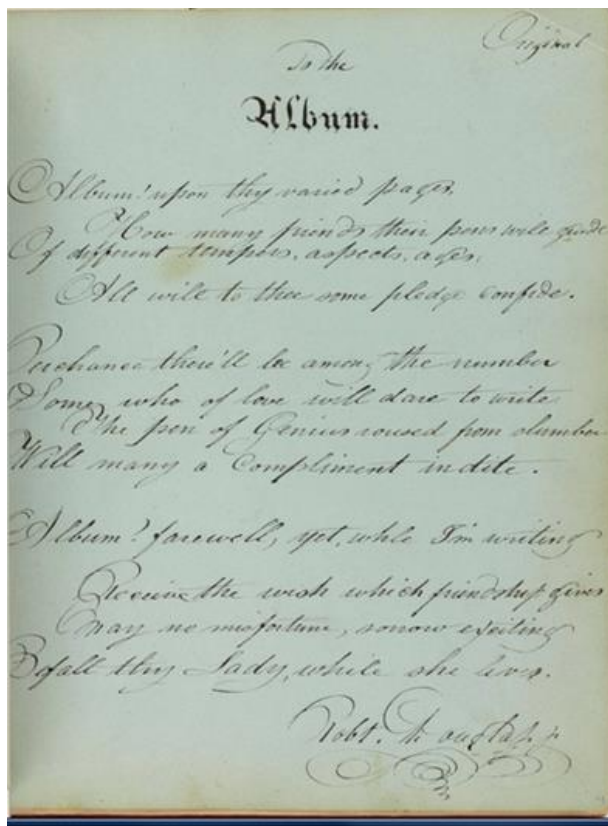 Original
To the
Album.
Album! upon thy varied pages,
How many friends their pens will guide
Of different tempers, aspects, ages,
All will to thee some pledge confide.
Perchance there'll be among the number
Some, who of love will dare to write
The pen of Genius roused from slumber
Will many a Compliment indite.
Album! farewell, yet, while I'm writing
Receive the wish which friendship gives
May no misfortune, sorrow exciting
Befall thy Lady, while she lives.
Robt.